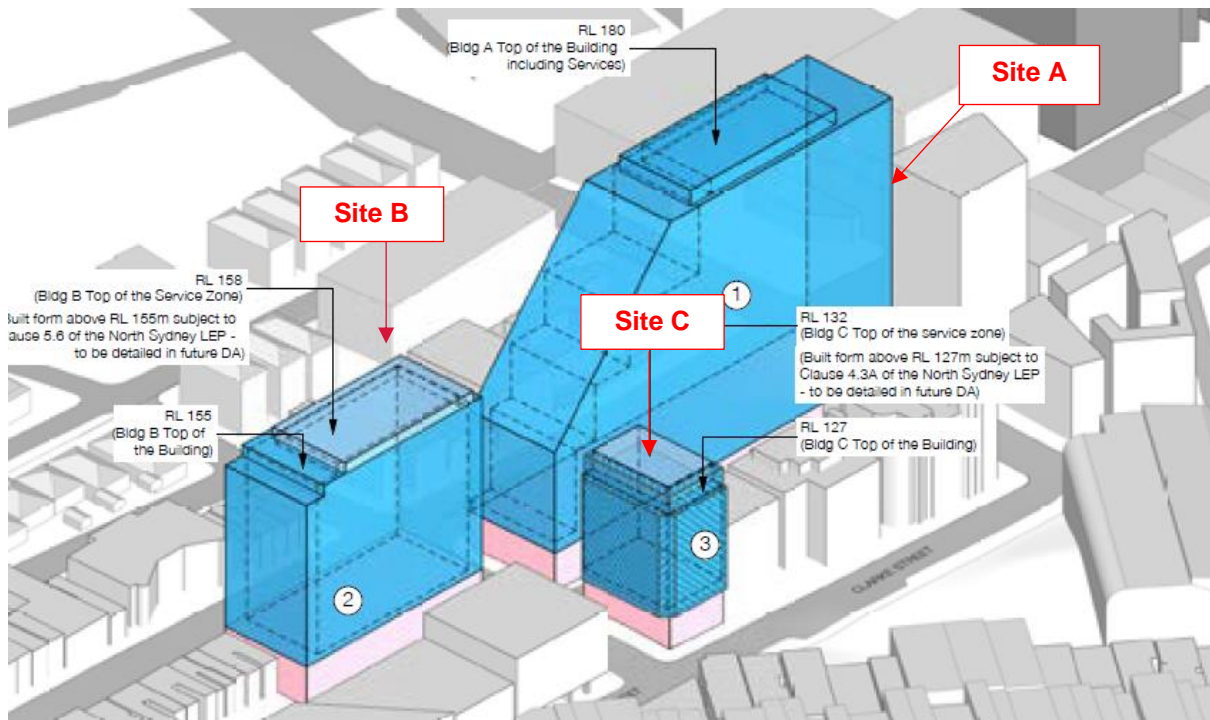 RL 180
(Bldg A Top of the Building
including Services)
Site A
Site B
RL 158
(Bldg B Top of the Service Zone)
Built form above RL 155m subject to
Clause 5.6 of the North Sydney LEP -
to be detailed in future DA)
RL 155
(Bldg B Top of
the Building)
1
Site C
RL 132
(Bldg C Top of the service zone)
(Built form above RL 127m subject to
Clause 4.3A of the North Sydney LEP
- to be detailed in future DA)
RL 127
(Bldg C Top of the Building)
3
2
CLARKE STREET